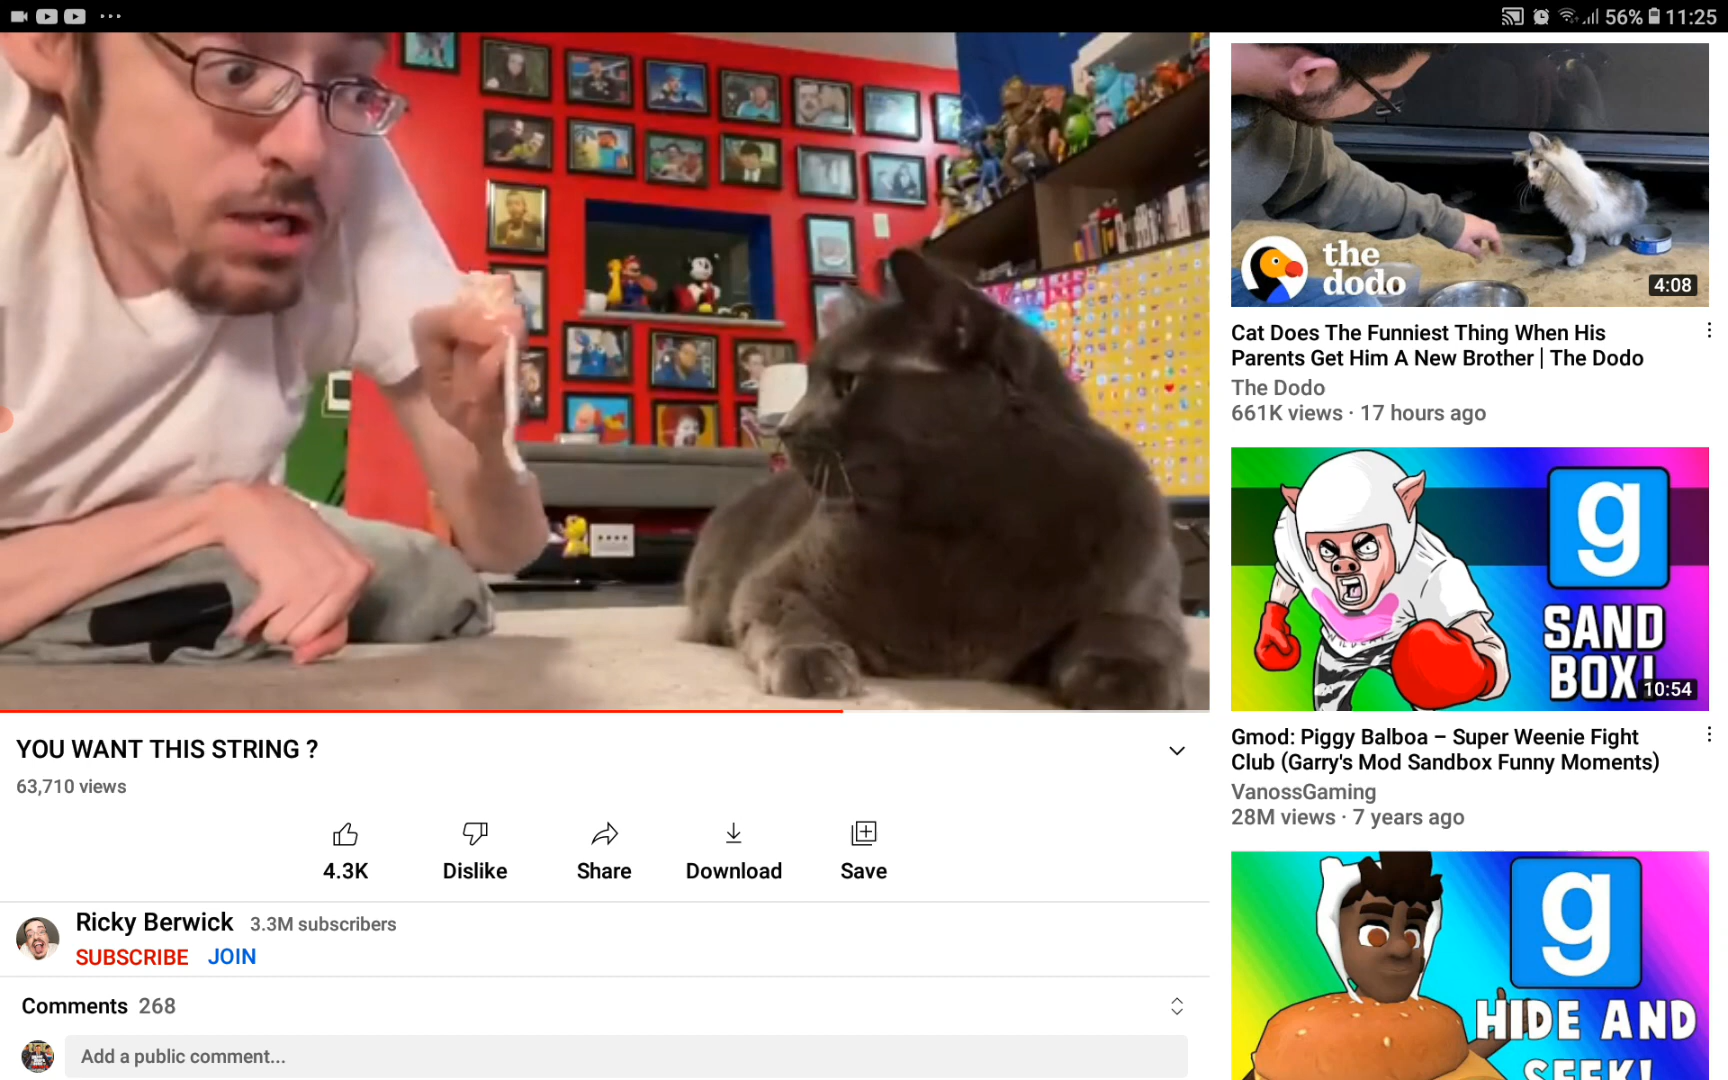 56% 11:25
the
dodo
4:08
Cat Does The Funniest Thing When His
Parents Get Him A New Brother | The Dodo
The Dodo
661K views · 17 hours ago
g
SAND
BOX!
10:54
Gmod: Piggy Balboa – Super Weenie Fight
Club (Garry's Mod Sandbox Funny Moments)
VanossGaming
28M views · 7 years ago
g
HIDE AND
SEEK!
YOU WANT THIS STRING ?
63,710 views
4.3K
Dislike
Share
Download
Save
Ricky Berwick 3.3M subscribers
SUBSCRIBE JOIN
Comments 268
Add a public comment...